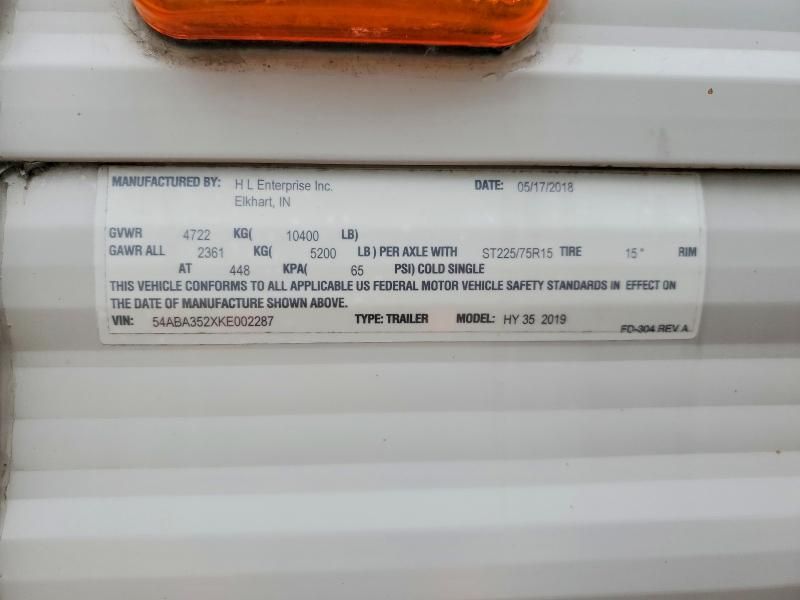 MANUFACTURED BY: H L Enterprise Inc. DATE: 05/17/2018
Elkhart, IN
GVWR 4722 KG( 10400 LB)
GAWR ALL 2361 KG( 5200 LB) PER AXLE WITH ST225/75R15 TIRE 15" RIM
AT 448 KPA( 65 PSI) COLD SINGLE
THIS VEHICLE CONFORMS TO ALL APPLICABLE US FEDERAL MOTOR VEHICLE SAFETY STANDARDS IN EFFECT ON
THE DATE OF MANUFACTURE SHOWN ABOVE.
VIN: 54ABA352XKE002287 TYPE: TRAILER MODEL: HY 35 2019
FD-304 REV A